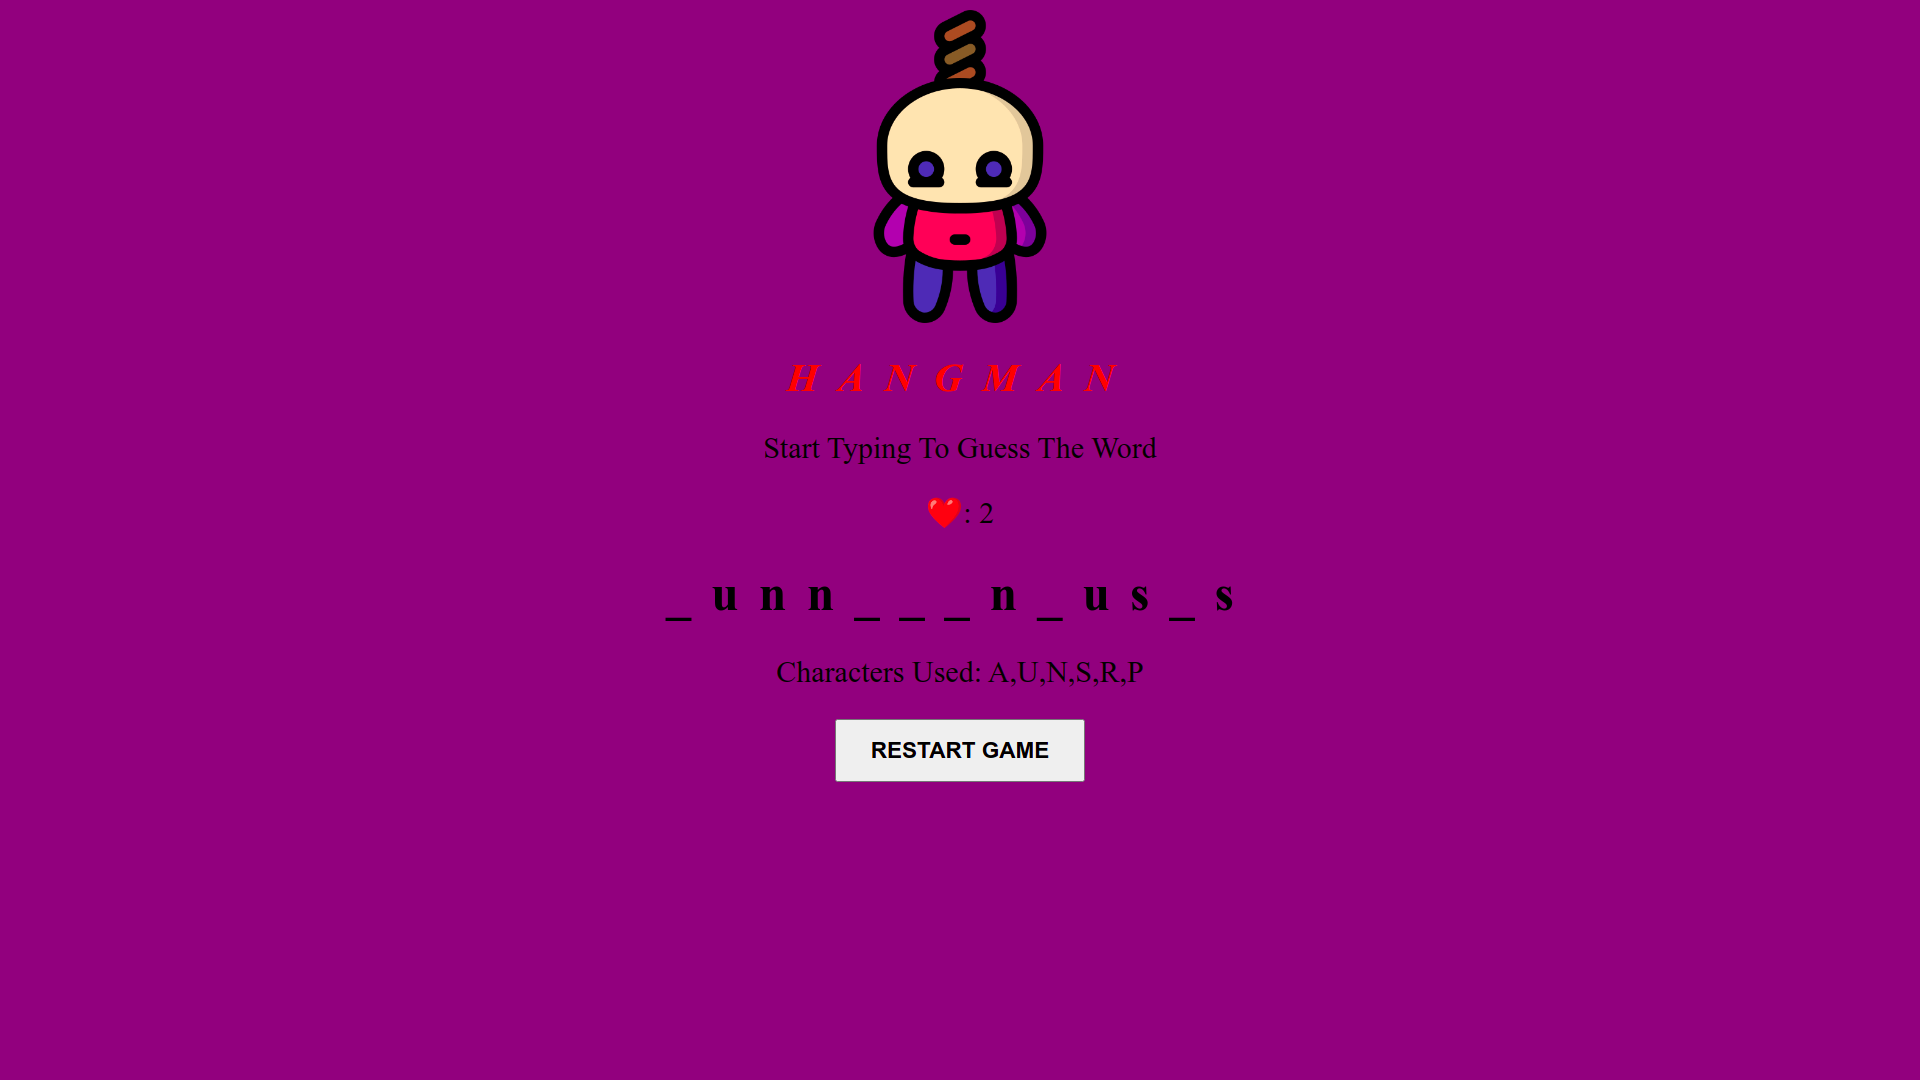 H A N G M A N
Start Typing To Guess The Word
❤️: 2
_ u n n _ _ _ n _ u s _ s
Characters Used: A,U,N,S,R,P
RESTART GAME